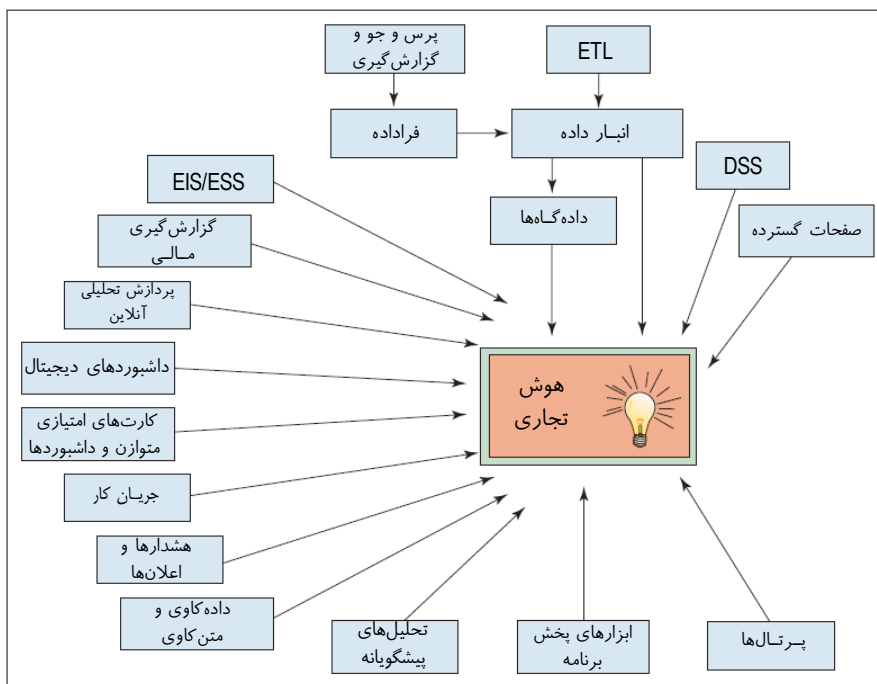 پرس و جو و
گزارش‌گیری
ETL
فراداده
انبـار داده
DSS
EIS/ESS
داده‌گـاه‌ها
صفحات گسترده
گزارش‌گیری
مـالـی
پردازش تحلیلی
آنلاین
داشبوردهای دیجیتال
هوش
تجاری
کارت‌های امتیازی
متوازن و داشبوردها
جریـان کار
هشدارها و
اعلان‌ها
داده‌کاوی و
متن‌کاوی
تحلیل‌های
پیشگویانه
ابزارهای پخش
برنامه
پـرتـال‌ها